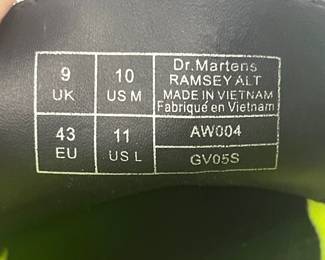 9
UK
10
US M
Dr.Martens
RAMSEY ALT
MADE IN VIETNAM
Fabriqué en Vietnam
43
EU
11
US L
AW004
GV05S